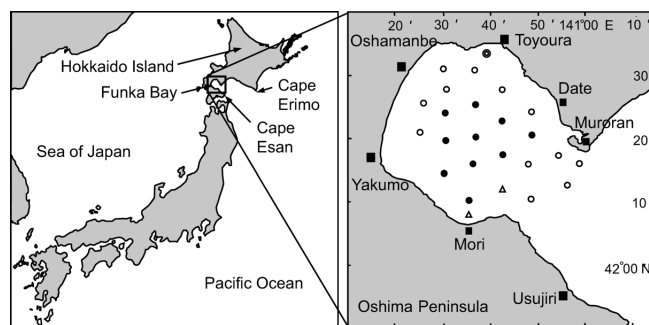 Hokkaido Island
Funka Bay
Cape
Erimo
Cape
Esan
Sea of Japan
Pacific Ocean
20 ′ 30 ′ 40 ′ 50 ′ 141°00 E 10 ′
Oshamanbe
Toyoura
30
Date
Muroran
20
Yakumo
10
Mori
42°00 N
Usujiri
Oshima Peninsula